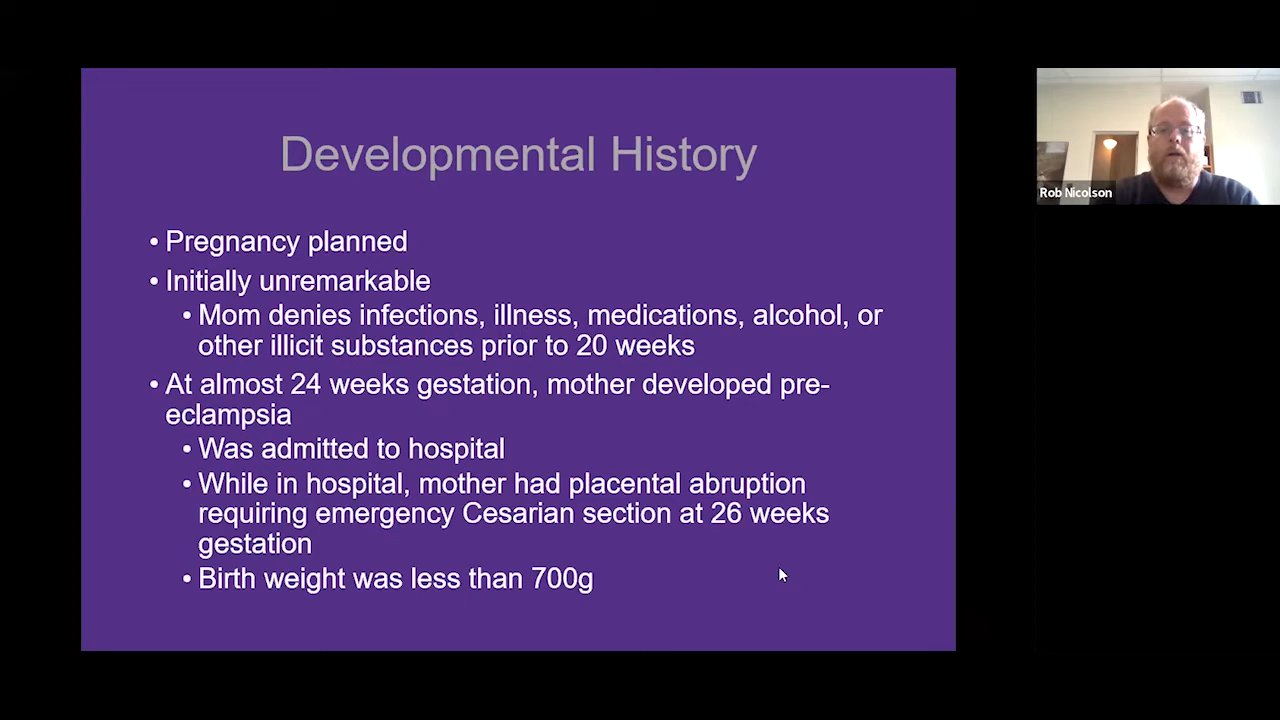 Developmental History
• Pregnancy planned
• Initially unremarkable
• Mom denies infections, illness, medications, alcohol, or
other illicit substances prior to 20 weeks
• At almost 24 weeks gestation, mother developed pre-
eclampsia
• Was admitted to hospital
• While in hospital, mother had placental abruption
requiring emergency Cesarian section at 26 weeks
gestation
• Birth weight was less than 700g
Rob Nicolson